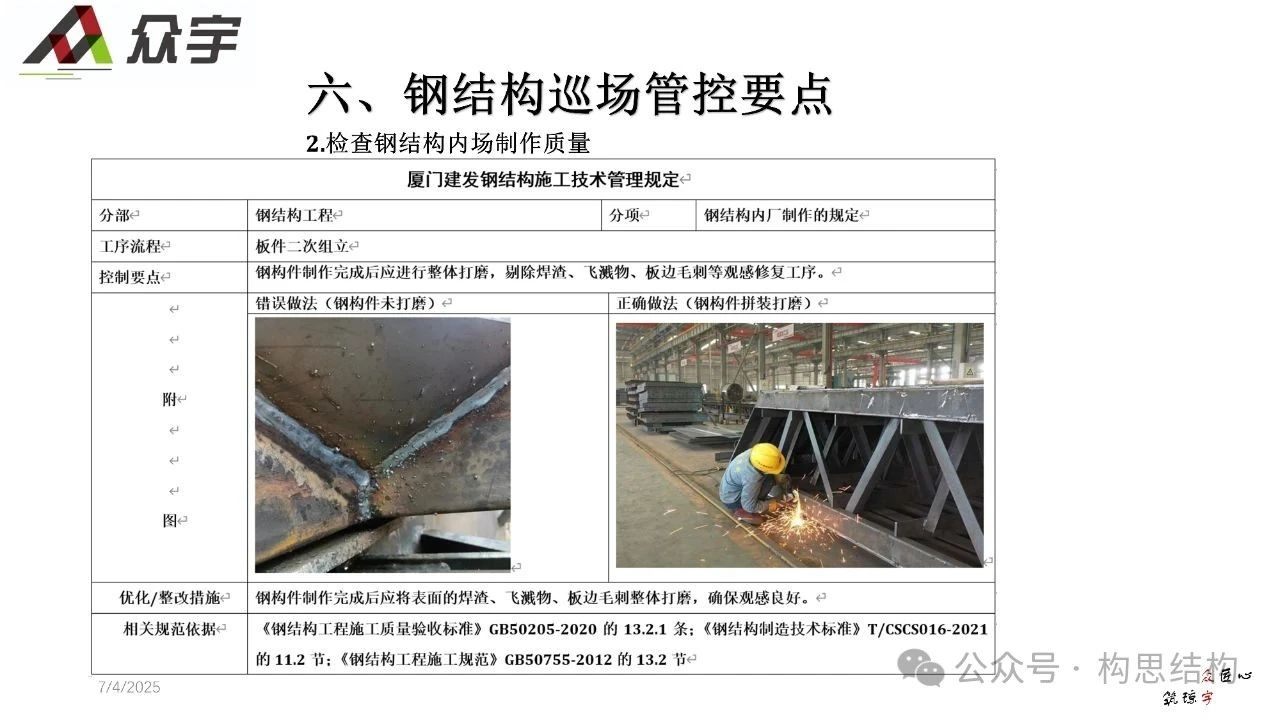 众宇
六、钢结构巡场管控要点
2.检查钢结构内场制作质量
厦门建发钢结构施工技术管理规定
分部
钢结构工程
分项
钢结构内厂制作的规定
工序流程
板件二次组立
控制要点
钢构件制作完成后应进行整体打磨，剔除焊渣、飞溅物、板边毛刺等观感修复工序。
附
图
错误做法（钢构件未打磨）
正确做法（钢构件拼装打磨）
优化/整改措施
钢构件制作完成后应将表面的焊渣、飞溅物、板边毛刺整体打磨，确保观感良好。
相关规范依据
《钢结构工程施工质量验收标准》GB50205-2020 的 13.2.1 条；《钢结构制造技术标准》T/CSCS016-2021
的 11.2 节；《钢结构工程施工规范》GB50755-2012 的 13.2 节
7/4/2025
公众号 · 构思结构
众匠心
筑琼宇